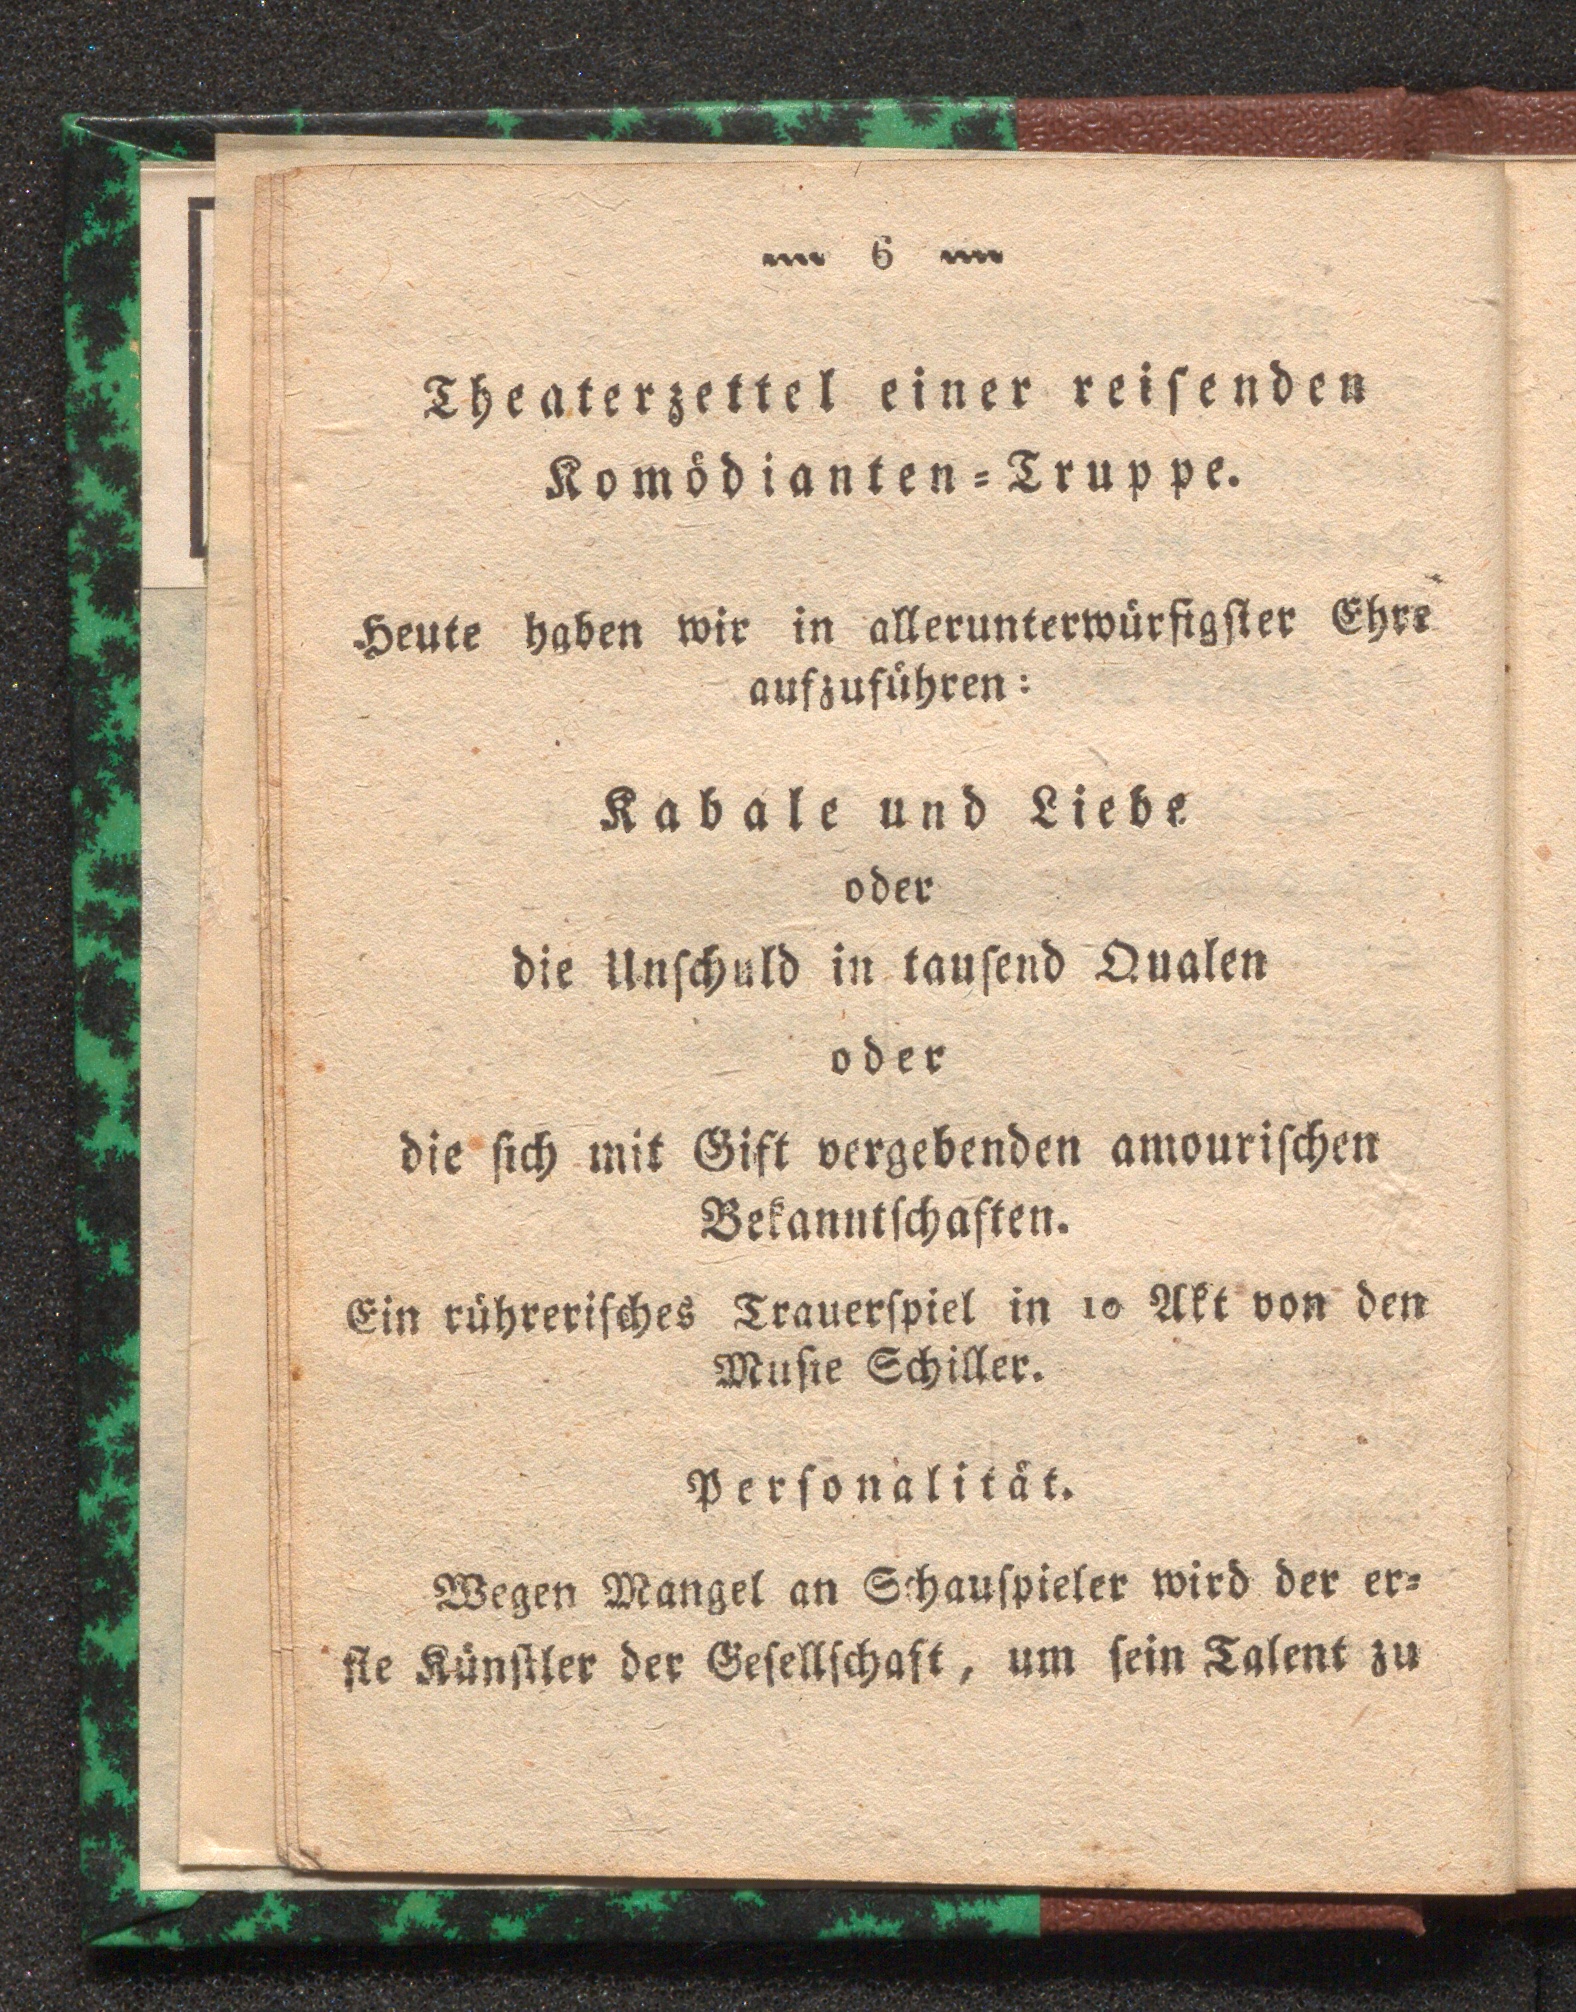 6
Theaterzettel einer reiſenden
Komödianten-Truppe.
Heute haben wir in allerunterwürfigſter Ehre
aufzuführen:
Kabale und Liebe
oder
die Unſchuld in tauſend Qualen
oder
die ſich mit Gift vergebenden amouriſchen
Bekanntſchaften.
Ein rühreriſches Trauerſpiel in 10 Akt von den
Muſie Schiller.
Perſonalität.
Wegen Mangel an Schauſpieler wird der er-
ſte Künſtler der Geſellſchaft, um ſein Talent zu